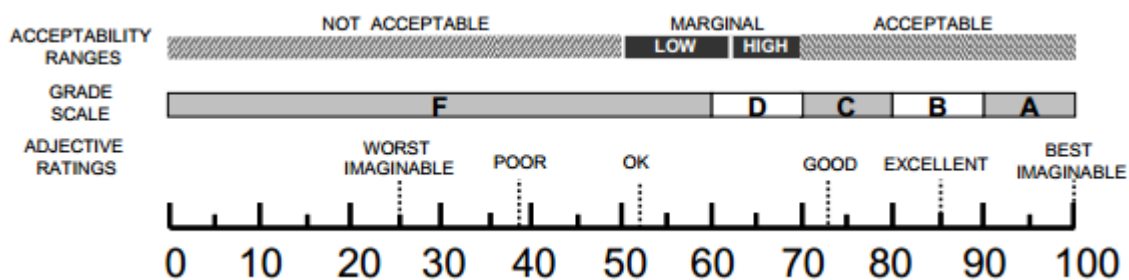 NOT ACCEPTABLE MARGINAL ACCEPTABLE
ACCEPTABILITY
RANGES
LOW HIGH
GRADE
SCALE
F D C B A
ADJECTIVE
RATINGS
WORST
IMAGINABLE
POOR
OK
GOOD
EXCELLENT
BEST
IMAGINABLE
0 10 20 30 40 50 60 70 80 90 100